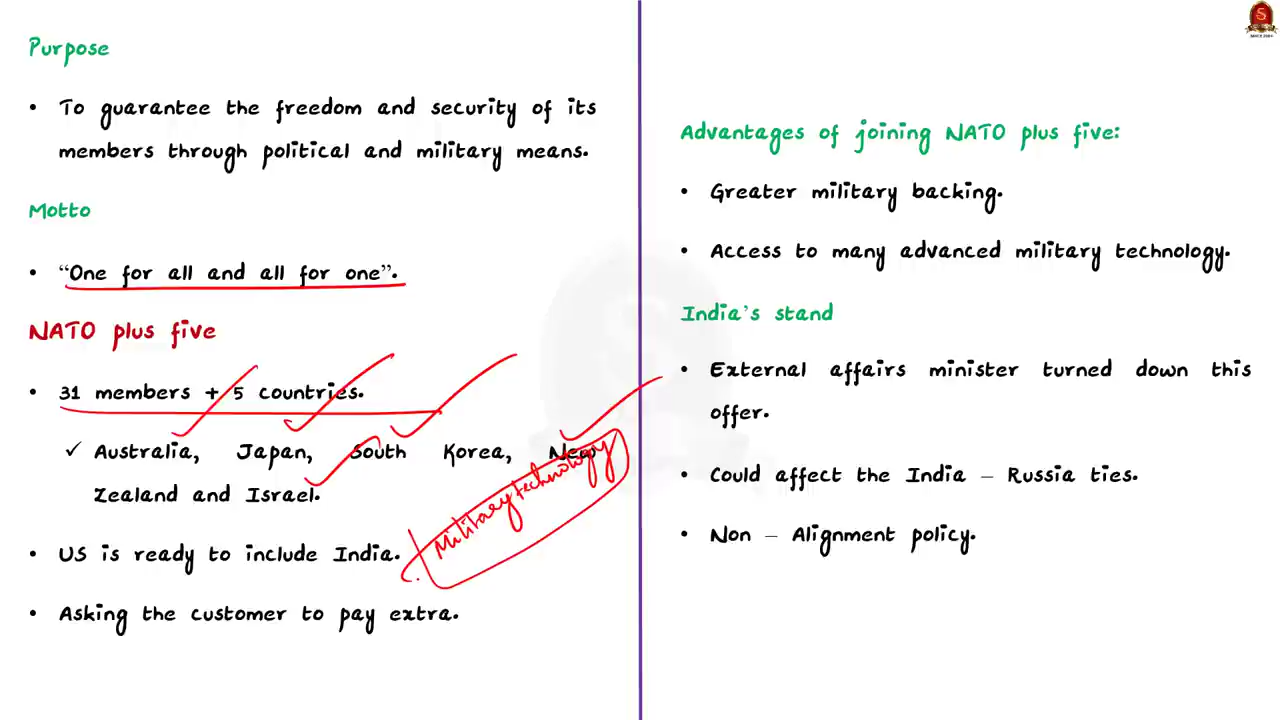 Purpose
• To guarantee the freedom and security of its
members through political and military means.
Motto
• “One for all and all for one”.
NATO plus five
• 31 members + 5 countries.
✓ Australia, Japan, South Korea, New
Zealand and Israel.
Military technology
• US is ready to include India.
• Asking the customer to pay extra.
Advantages of joining NATO plus five:
• Greater military backing.
• Access to many advanced military technology.
India's stand
• External affairs minister turned down this
offer.
• Could affect the India – Russia ties.
• Non – Alignment policy.
S